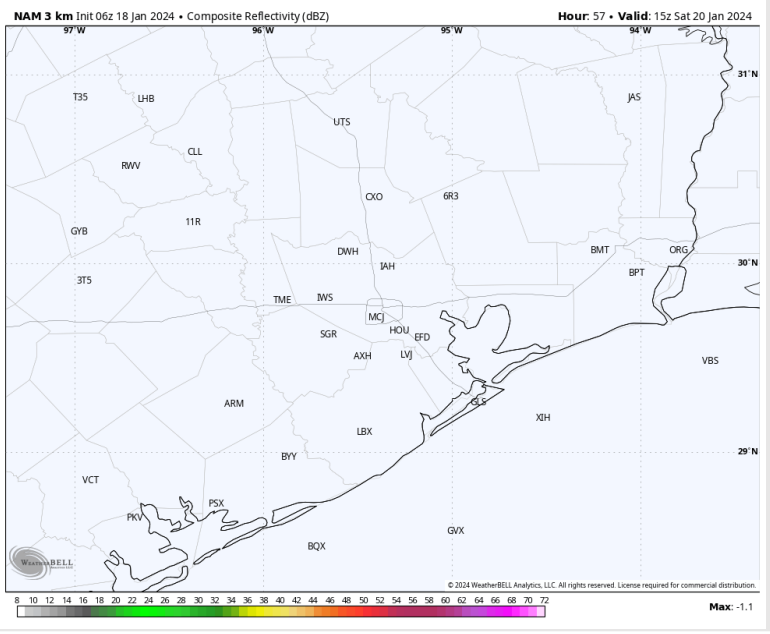 NAM 3 km Init 06z 18 Jan 2024 • Composite Reflectivity (dBZ)
Hour: 57 • Valid: 15z Sat 20 Jan 2024
97°W 96°W 95°W 94°W
31°N
T35 LHB JAS
UTS
CLL
RWV
CXO 6R3
11R
GYB
DWH BMT ORG
30°N
IAH
BPT
3T5
TME IWS
MCJ
SGR HOU EFD
AXH LVJ
VBS
ARM GLS
XIH
LBX
29°N
BYY
VCT
PSX
PKV
GVX
BQX
WEATHERBELL
© 2024 WeatherBELL Analytics, LLC. All rights reserved. License required for commercial distribution.
8 10 12 14 16 18 20 22 24 26 28 30 32 34 36 38 40 42 44 46 48 50 52 54 56 58 60 62 64 66 68 70 72
Max: -1.1